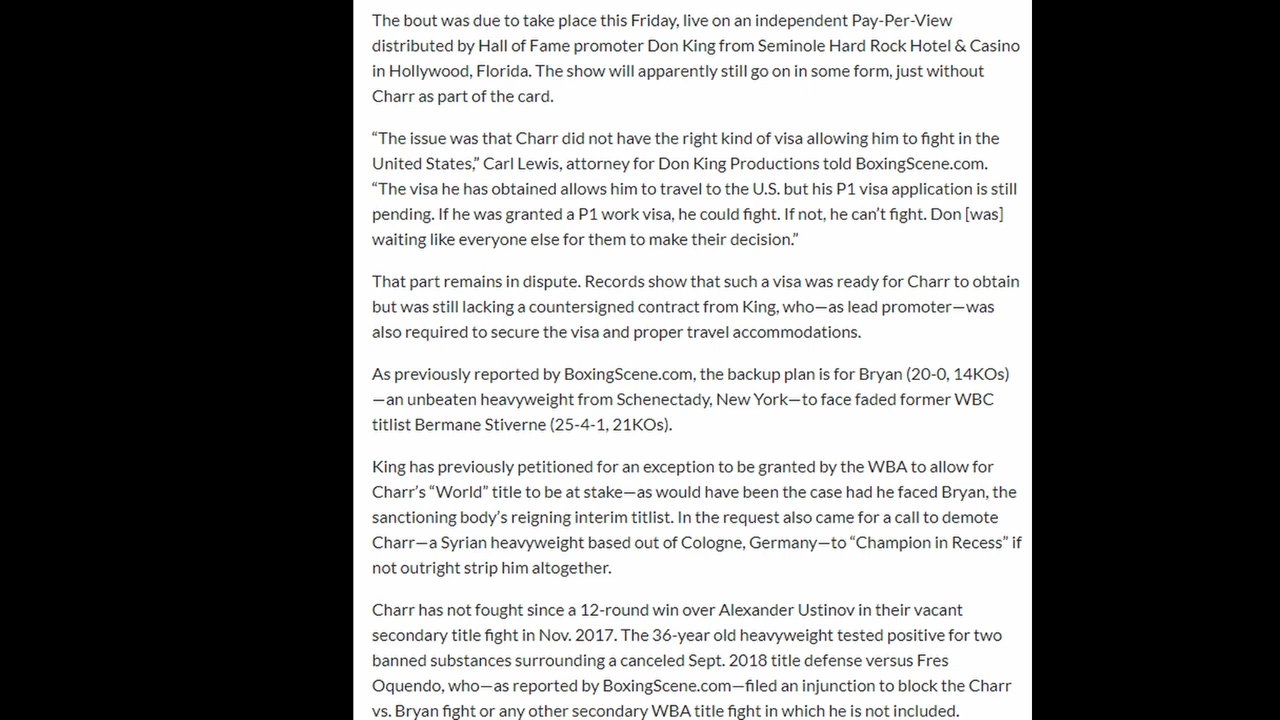 The bout was due to take place this Friday, live on an independent Pay-Per-View
distributed by Hall of Fame promoter Don King from Seminole Hard Rock Hotel & Casino
in Hollywood, Florida. The show will apparently still go on in some form, just without
Charr as part of the card.
“The issue was that Charr did not have the right kind of visa allowing him to fight in the
United States,” Carl Lewis, attorney for Don King Productions told BoxingScene.com.
“The visa he has obtained allows him to travel to the U.S. but his P1 visa application is still
pending. If he was granted a P1 work visa, he could fight. If not, he can’t fight. Don [was]
waiting like everyone else for them to make their decision.”
That part remains in dispute. Records show that such a visa was ready for Charr to obtain
but was still lacking a countersigned contract from King, who—as lead promoter—was
also required to secure the visa and proper travel accommodations.
As previously reported by BoxingScene.com, the backup plan is for Bryan (20-0, 14KOs)
—an unbeaten heavyweight from Schenectady, New York—to face faded former WBC
titlist Bermane Stiverne (25-4-1, 21KOs).
King has previously petitioned for an exception to be granted by the WBA to allow for
Charr’s “World” title to be at stake—as would have been the case had he faced Bryan, the
sanctioning body’s reigning interim titlist. In the request also came for a call to demote
Charr—a Syrian heavyweight based out of Cologne, Germany—to “Champion in Recess” if
not outright strip him altogether.
Charr has not fought since a 12-round win over Alexander Ustinov in their vacant
secondary title fight in Nov. 2017. The 36-year old heavyweight tested positive for two
banned substances surrounding a canceled Sept. 2018 title defense versus Fres
Oquendo, who—as reported by BoxingScene.com—filed an injunction to block the Charr
vs. Bryan fight or any other secondary WBA title fight in which he is not included.